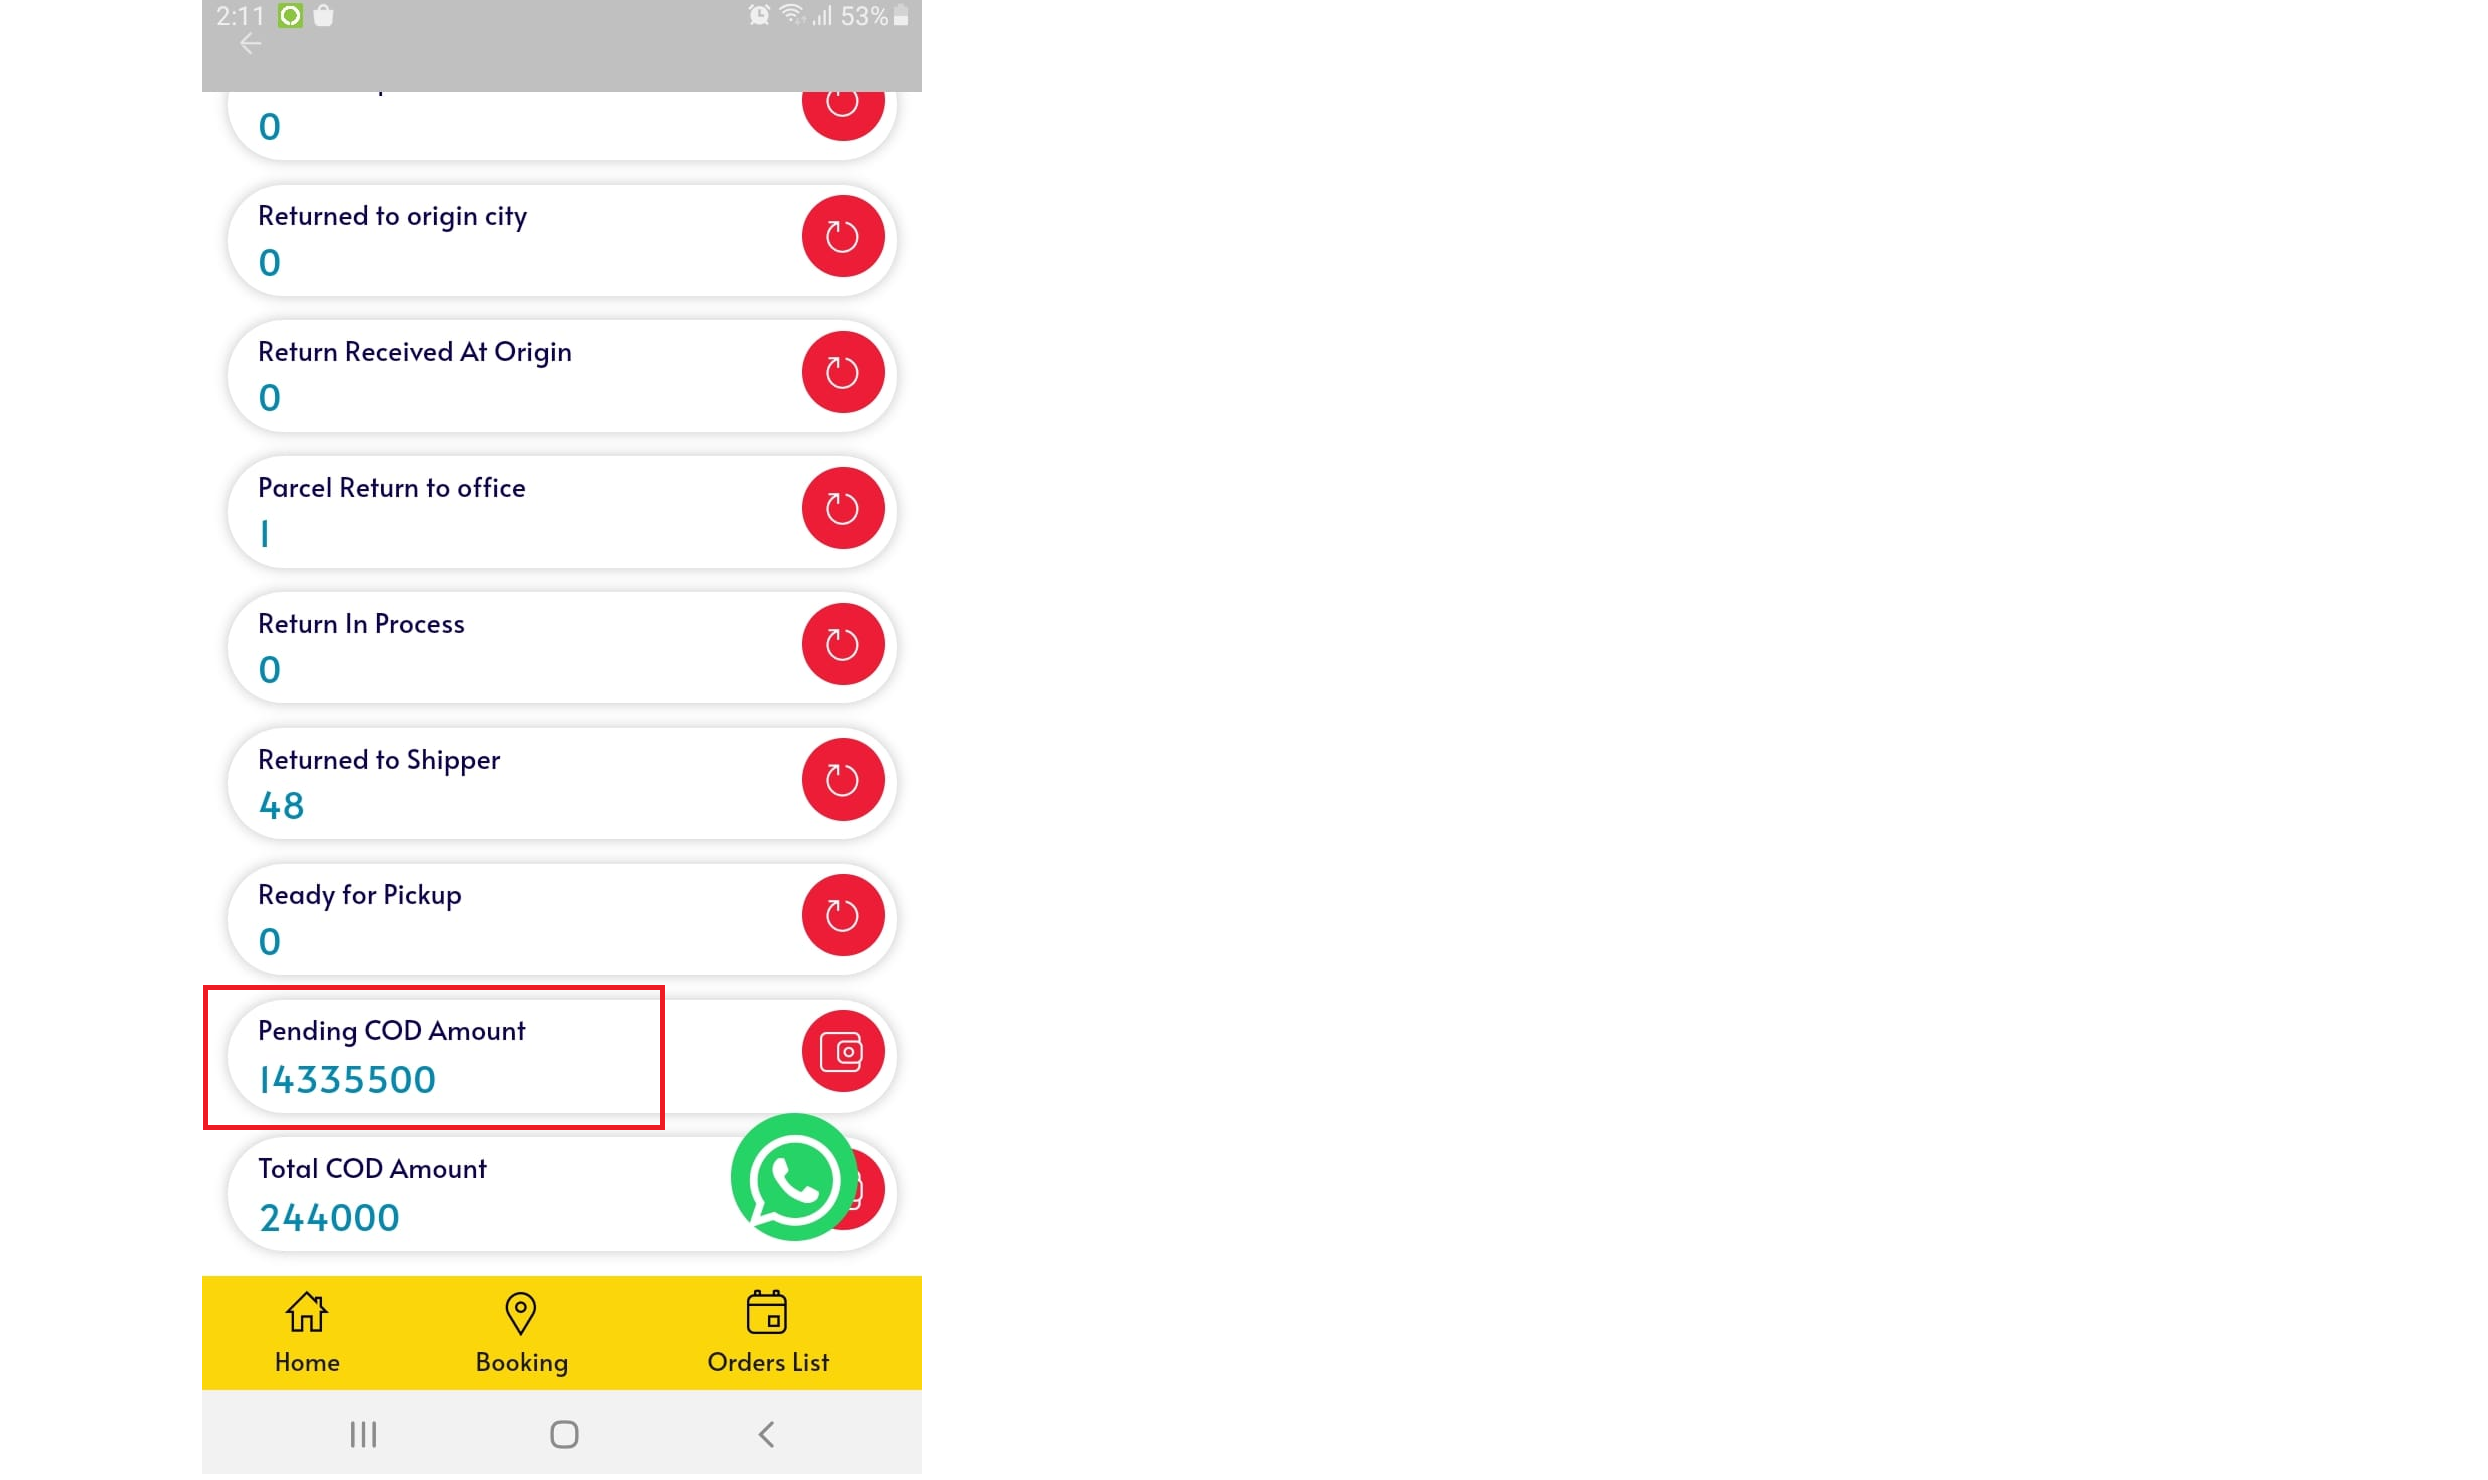 2:11 53%
0
Returned to origin city
0
Return Received At Origin
0
Parcel Return to office
1
Return In Process
0
Returned to Shipper
48
Ready for Pickup
0
Pending COD Amount
14335500
Total COD Amount
244000
Home Booking Orders List